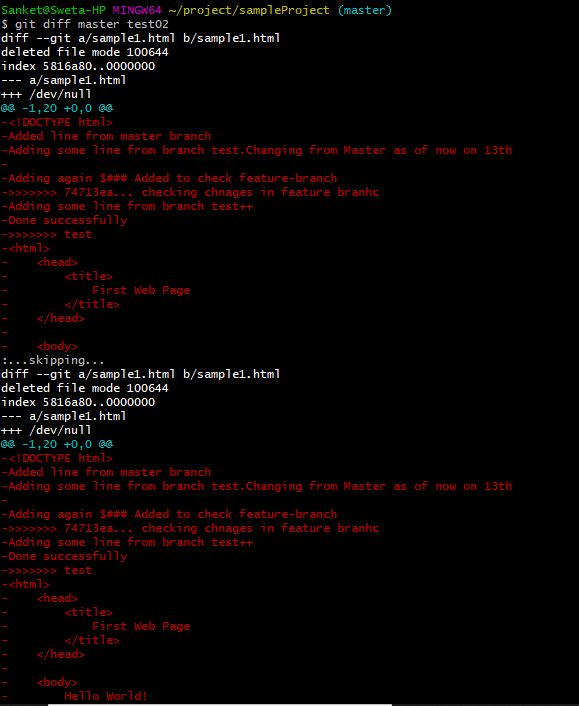 Sanket@Sweta-HP MINGW64 ~/project/sampleProject (master)
$ git diff master test02
diff --git a/sample1.html b/sample1.html
deleted file mode 100644
index 5816a80..0000000
--- a/sample1.html
+++ /dev/null
@@ -1,20 +0,0 @@
-<!DOCTYPE html>
-Added line from master branch
-Adding some line from branch test.Changing from Master as of now on 13th
-
-Adding again $### Added to check feature-branch
->>>>>>> 74713ea... checking chnages in feature branhc
-Adding some line from branch test++
-Done successfully
->>>>>>> test
-<html>
-    <head>
-        <title>
-            First Web Page
-        </title>
-    </head>
-
-    <body>
:...skipping...
diff --git a/sample1.html b/sample1.html
deleted file mode 100644
index 5816a80..0000000
--- a/sample1.html
+++ /dev/null
@@ -1,20 +0,0 @@
-<!DOCTYPE html>
-Added line from master branch
-Adding some line from branch test.Changing from Master as of now on 13th
-
-Adding again $### Added to check feature-branch
->>>>>>> 74713ea... checking chnages in feature branhc
-Adding some line from branch test++
-Done successfully
->>>>>>> test
-<html>
-    <head>
-        <title>
-            First Web Page
-        </title>
-    </head>
-
-    <body>
-        Hello World!